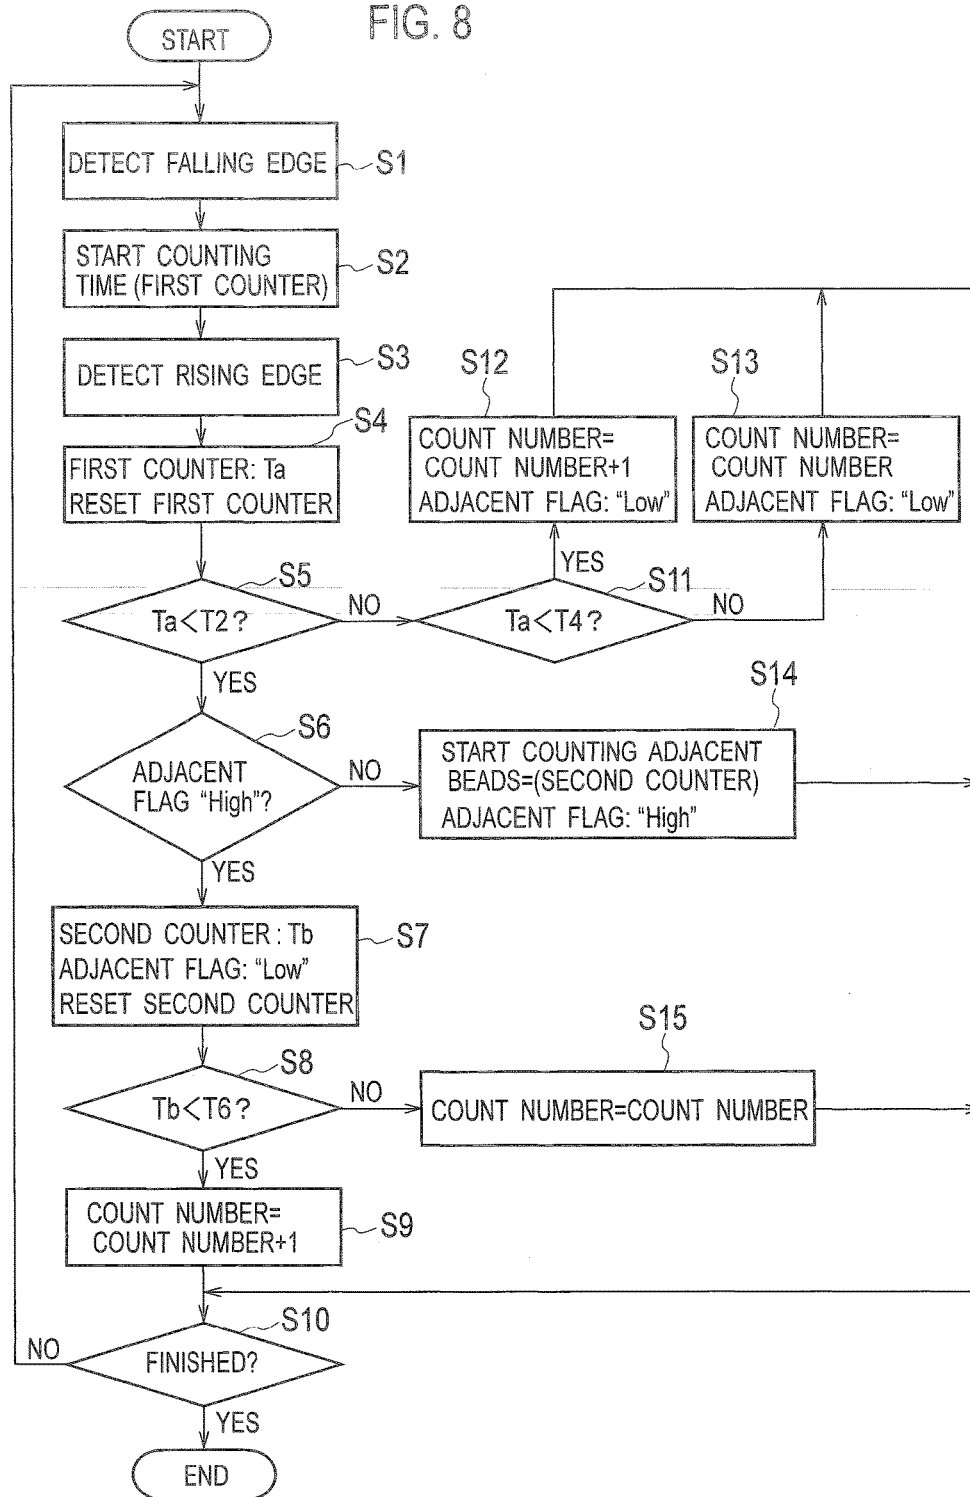 FIG. 8
START
DETECT FALLING EDGE
S1
START COUNTING
TIME (FIRST COUNTER)
S2
DETECT RISING EDGE
S3
S4
FIRST COUNTER: Ta
RESET FIRST COUNTER
S12
COUNT NUMBER=
COUNT NUMBER+1
ADJACENT FLAG: “Low”
S13
COUNT NUMBER=
COUNT NUMBER
ADJACENT FLAG: “Low”
S5
Ta<T2?
NO
YES
S11
Ta<T4?
YES
NO
S6
ADJACENT
FLAG “High”?
NO
YES
S14
START COUNTING ADJACENT
BEADS=(SECOND COUNTER)
ADJACENT FLAG: “High”
SECOND COUNTER: Tb
ADJACENT FLAG: “Low”
RESET SECOND COUNTER
S7
S8
Tb<T6?
NO
YES
S15
COUNT NUMBER=COUNT NUMBER
COUNT NUMBER=
COUNT NUMBER+1
S9
S10
FINISHED?
NO
YES
END